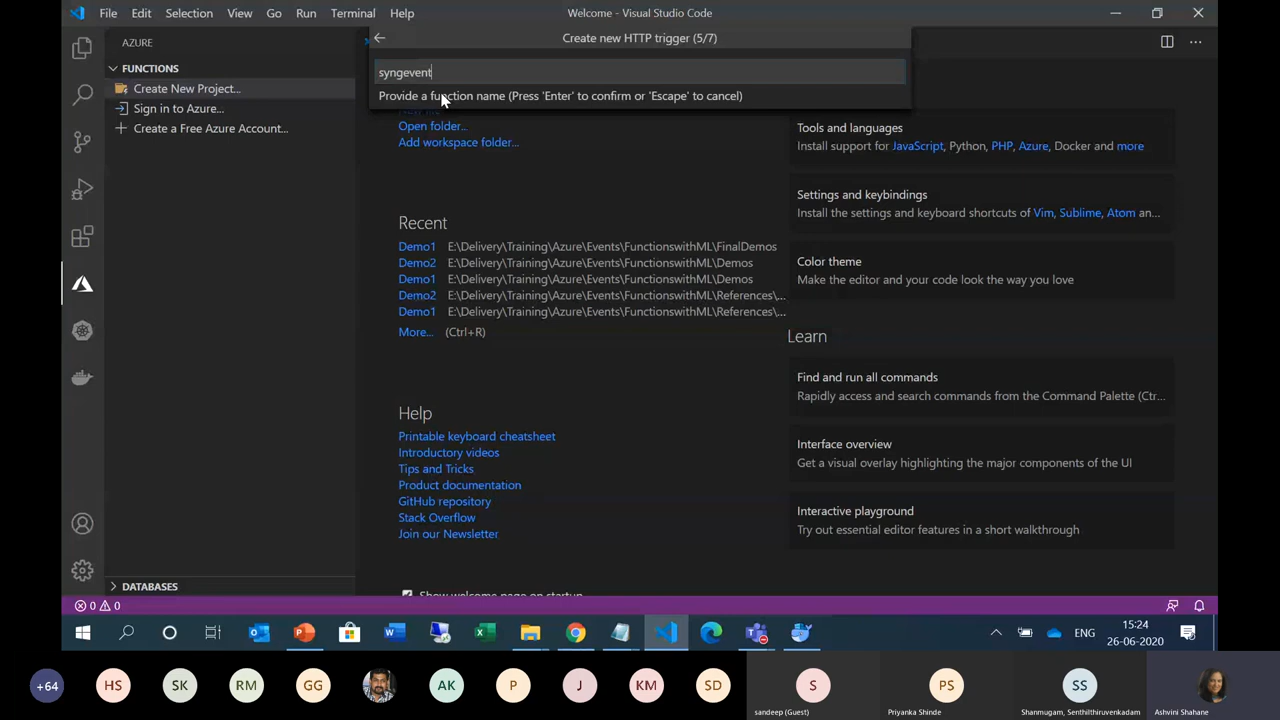 File Edit Selection View Go Run Terminal Help
Welcome - Visual Studio Code
AZURE
FUNCTIONS
Create New Project...
Sign in to Azure...
Create a Free Azure Account...
DATABASES
Create new HTTP trigger (5/7)
syngevent
Provide a function name (Press 'Enter' to confirm or 'Escape' to cancel)
Open folder..
Add workspace folder...
Recent
Demo1 E:\Delivery\Training\Azure\Events\FunctionswithML\FinalDemos
Demo2 E:\Delivery\Training\Azure\Events\FunctionswithML\Demos
Demo1 E:\Delivery\Training\Azure\Events\FunctionswithML\Demos
Demo2 E:\Delivery\Training\Azure\Events\FunctionswithML\References\...
Demo1 E:\Delivery\Training\Azure\Events\FunctionswithML\References\...
More... (Ctrl+R)
Help
Printable keyboard cheatsheet
Introductory videos
Tips and Tricks
Product documentation
GitHub repository
Stack Overflow
Join our Newsletter
Show welcome page on startup
Tools and languages
Install support for JavaScript, Python, PHP, Azure, Docker and more
Settings and keybindings
Install the settings and keyboard shortcuts of Vim, Sublime, Atom an...
Color theme
Make the editor and your code look the way you love
Learn
Find and run all commands
Rapidly access and search commands from the Command Palette (Ctr...
Interface overview
Get a visual overlay highlighting the major components of the UI
Interactive playground
Try out essential editor features in a short walkthrough
0 0
ENG
15:24
26-06-2020
+64 HS SK RM GG AK P J KM SD S PS SS
sandeep (Guest) Priyanka Shinde Shanmugam, Senthilthiruvenkadam Ashvini Shahane